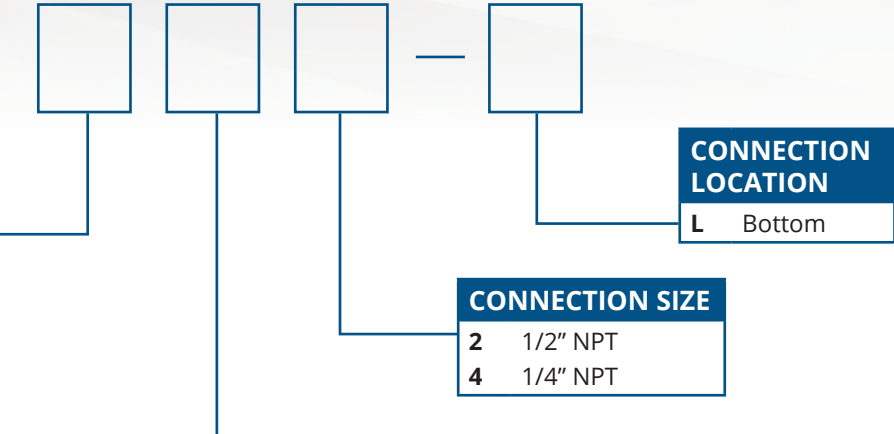 CONNECTION
LOCATION
L Bottom
CONNECTION SIZE
2 1/2” NPT
4 1/4” NPT